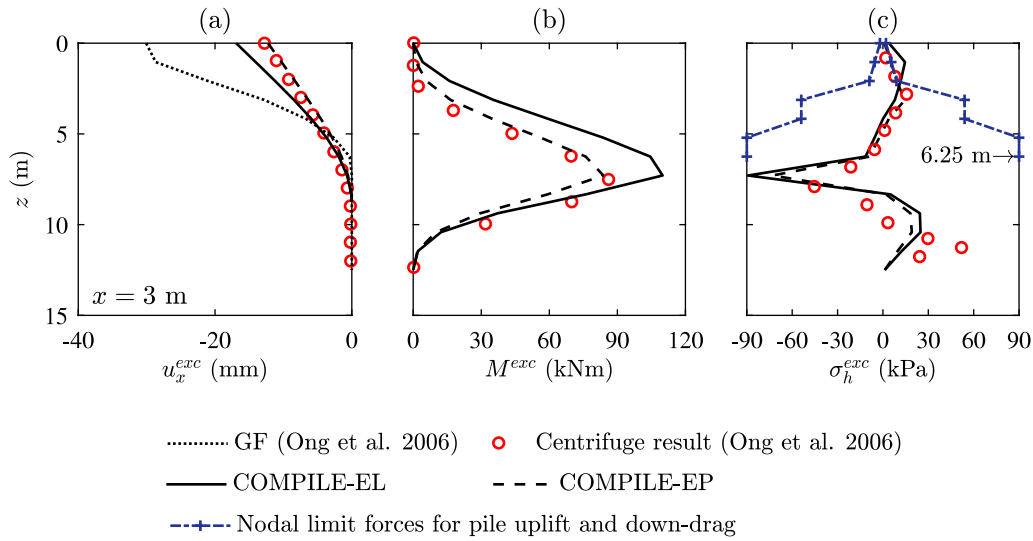 (a) (b) (c)
0
5
10
15
z (m)
x = 3 m
6.25 m→
-40 -20 0
0 30 60 90 120
-90 -60 -30 0 30 60 90
u_x^{exc} (mm)
M^{exc} (kNm)
σ_h^{exc} (kPa)
GF (Ong et al. 2006) Centrifuge result (Ong et al. 2006)
COMPILE-EL COMPILE-EP
Nodal limit forces for pile uplift and down-drag